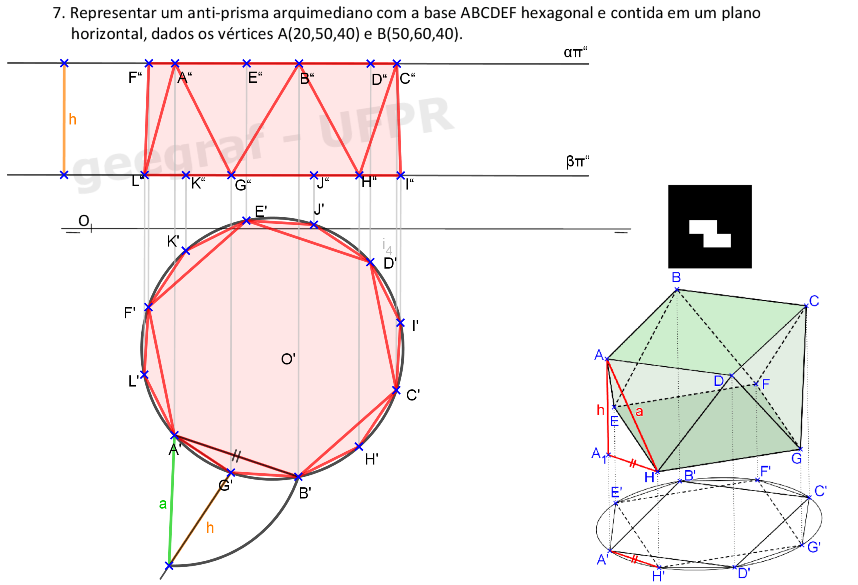 7. Representar um anti-prisma arquimediano com a base ABCDEF hexagonal e contida em um plano
horizontal, dados os vértices A(20,50,40) e B(50,60,40).
απ"
F" A" E" B" D" C"
h
geegraf - UFPR
βπ"
L" K" G" J" H" I"
O
E' J'
K' i4 D'
F' I'
O'
L' C'
A' H'
G' B'
a h
B
C
A
D F
h a E
A1
H G
E' B' F' C'
A' G'
H' D'